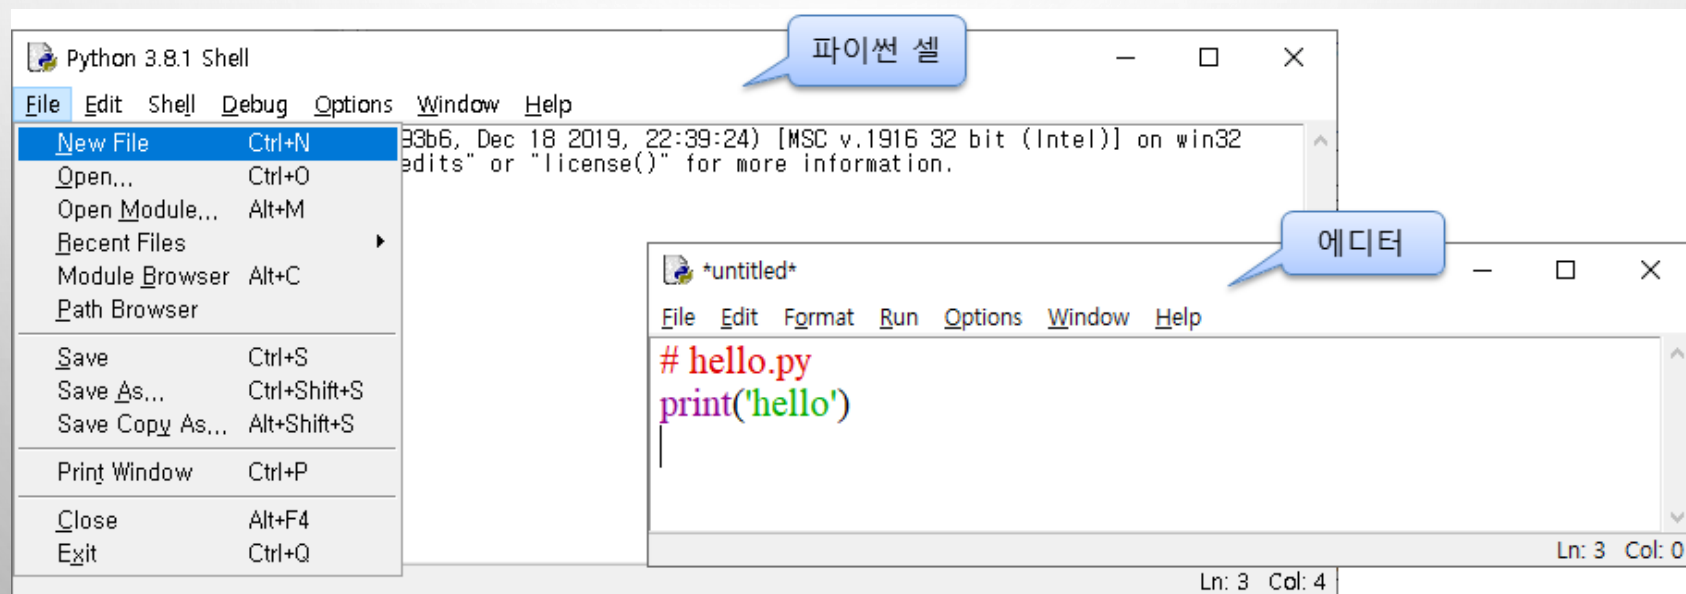 파이썬 셸
Python 3.8.1 Shell
File Edit Shell Debug Options Window Help
New File Ctrl+N
Open... Ctrl+O
Open Module... Alt+M
Recent Files
Module Browser Alt+C
Path Browser
Save Ctrl+S
Save As... Ctrl+Shift+S
Save Copy As... Alt+Shift+S
Print Window Ctrl+P
Close Alt+F4
Exit Ctrl+Q
93b6, Dec 18 2019, 22:39:24) [MSC v.1916 32 bit (Intel)] on win32
edits" or "license()" for more information.
에디터
*untitled*
File Edit Format Run Options Window Help
# hello.py
print('hello')
Ln: 3 Col: 0
Ln: 3 Col: 4